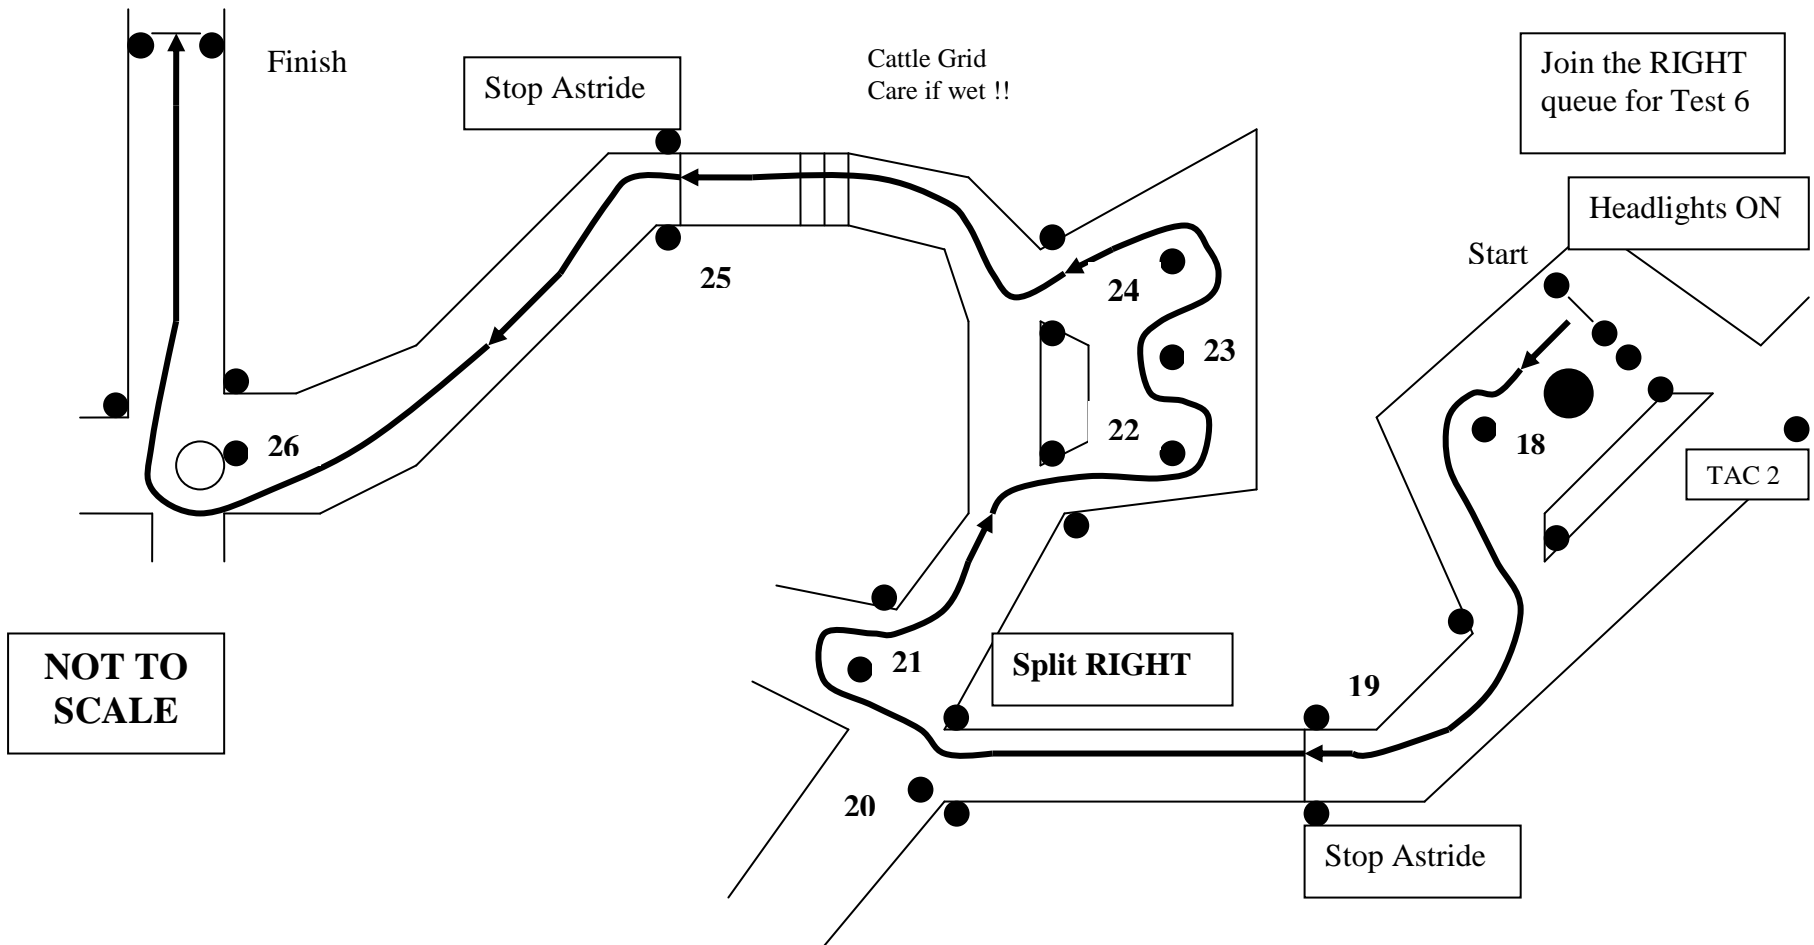 Finish
Stop Astride
Cattle Grid
Care if wet !!
Join the RIGHT
queue for Test 6
Headlights ON
Start
25
24
23
22
26
18
TAC 2
NOT TO
SCALE
21
Split RIGHT
19
20
Stop Astride